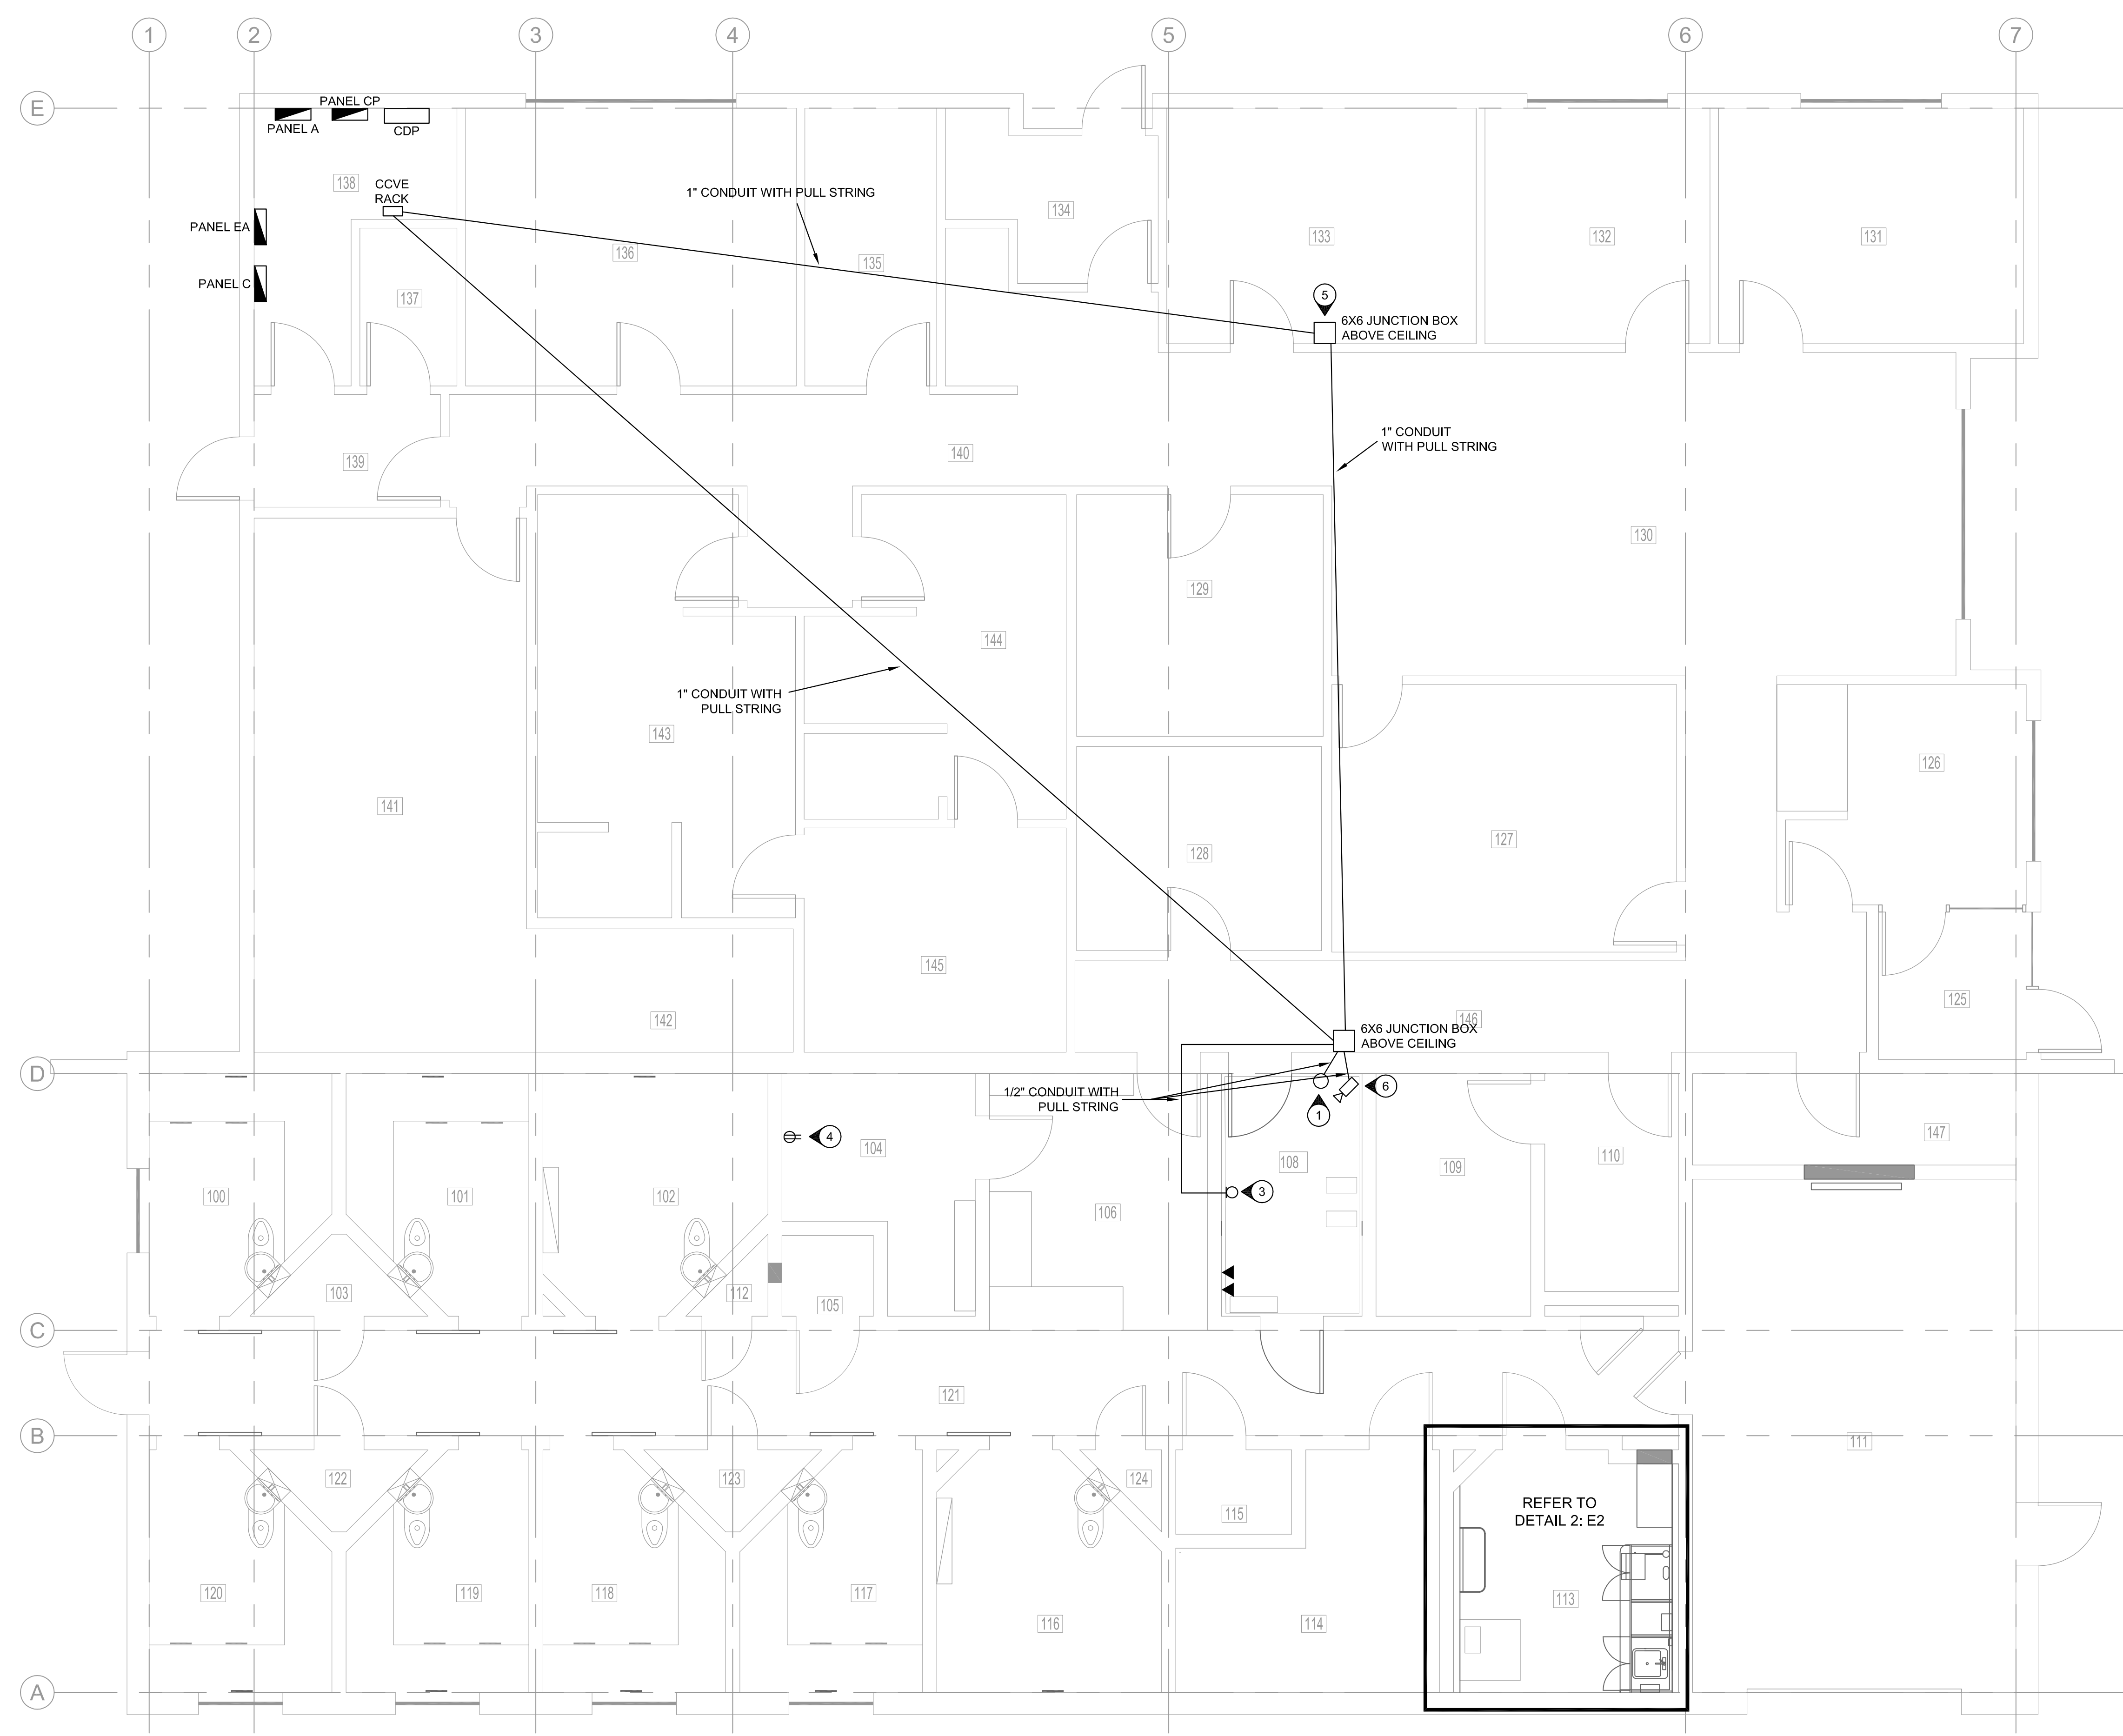 1
2
3
4
5
6
7
E
PANEL CP
PANEL A
CDP
138
CCVE
RACK
1" CONDUIT WITH PULL STRING
134
PANEL EA
136
135
133
132
131
PANEL C
137
5
6X6 JUNCTION BOX
ABOVE CEILING
139
140
1" CONDUIT
WITH PULL STRING
130
129
144
1" CONDUIT WITH
PULL STRING
143
141
128
127
126
145
142
146
125
6X6 JUNCTION BOX
ABOVE CEILING
D
1/2" CONDUIT WITH
PULL STRING
6
1
4
104
147
108
109
110
100
101
102
3
106
103
112
105
C
121
B
111
122
123
124
115
REFER TO
DETAIL 2: E2
120
119
118
117
116
114
113
A